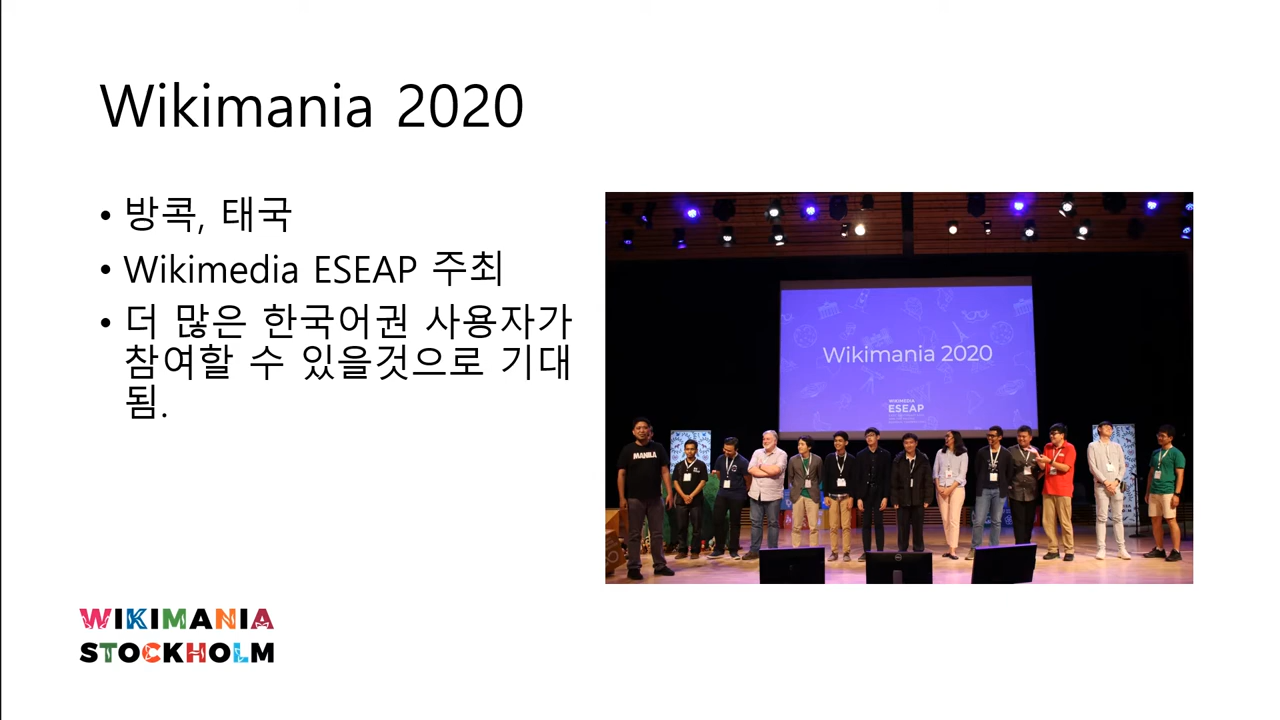 Wikimania 2020
• 방콕, 태국
• Wikimedia ESEAP 주최
• 더 많은 한국어권 사용자가
참여할 수 있을것으로 기대
됨.
Wikimania 2020
WIKIMEDIA
ESEAP
MANILA
WIKIMANIA
STOCKHOLM